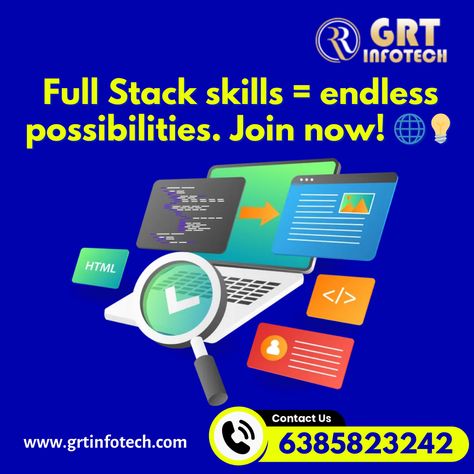 GRT
INFOTECH
Full Stack skills = endless
possibilities. Join now! 🌐💡
HTML
</>
Contact Us
www.grtinfotech.com
6385823242